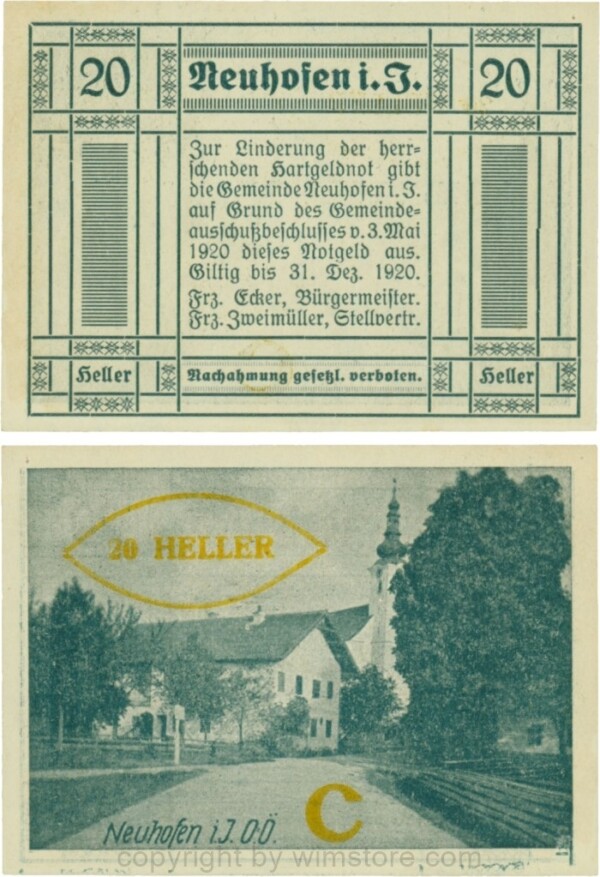 20 Neuhofen i. J. 20
Zur Linderung der herr=
schenden Hartgeldnot gibt
die Gemeinde Neuhofen i. J.
auf Grund des Gemeinde=
ausschußbeschlusses v. 3. Mai
1920 dieses Notgeld aus.
Giltig bis 31. Dez. 1920.
Frz. Ecker, Bürgermeister.
Frz. Zweimüller, Stellvertr.
Heller Nachahmung gesetzl. verboten. Heller
20 HELLER
C
Neuhofen i. J. O.Ö.
copyright by wimstore.com